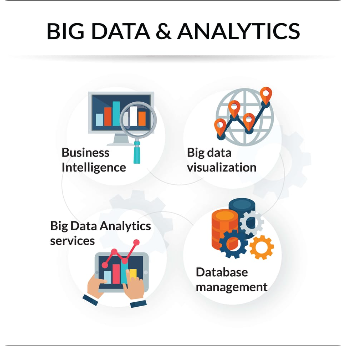 BIG DATA & ANALYTICS
Business
Intelligence
Big data
visualization
Big Data Analytics
services
Database
management